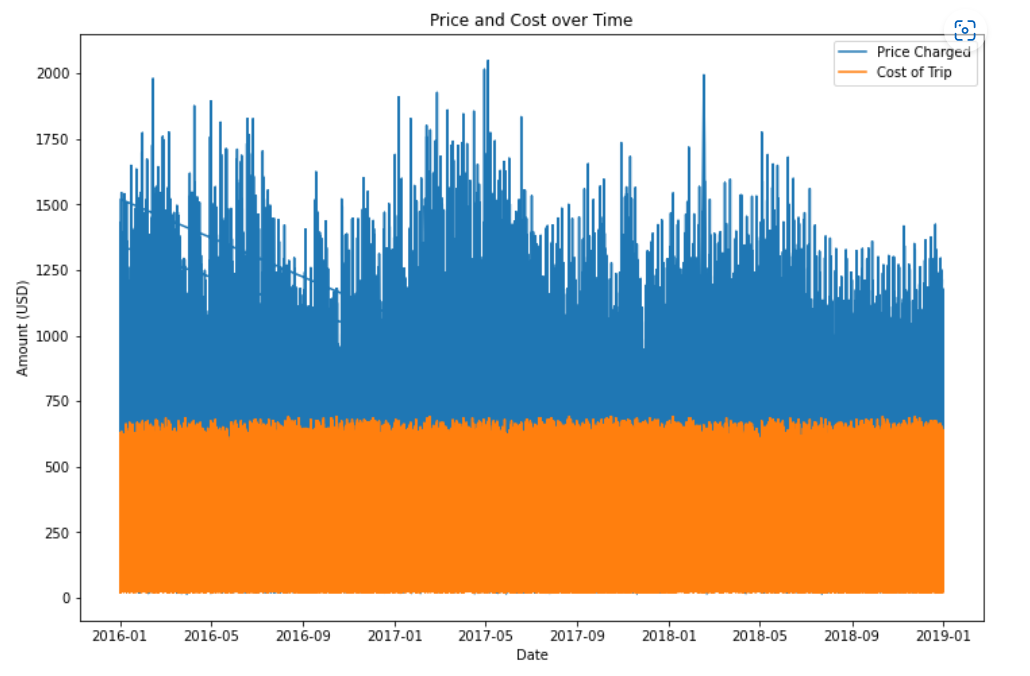 Price and Cost over Time
Price Charged
Cost of Trip
Amount (USD)
2000
1750
1500
1250
1000
750
500
250
0
2016-01 2016-05 2016-09 2017-01 2017-05 2017-09 2018-01 2018-05 2018-09 2019-01
Date